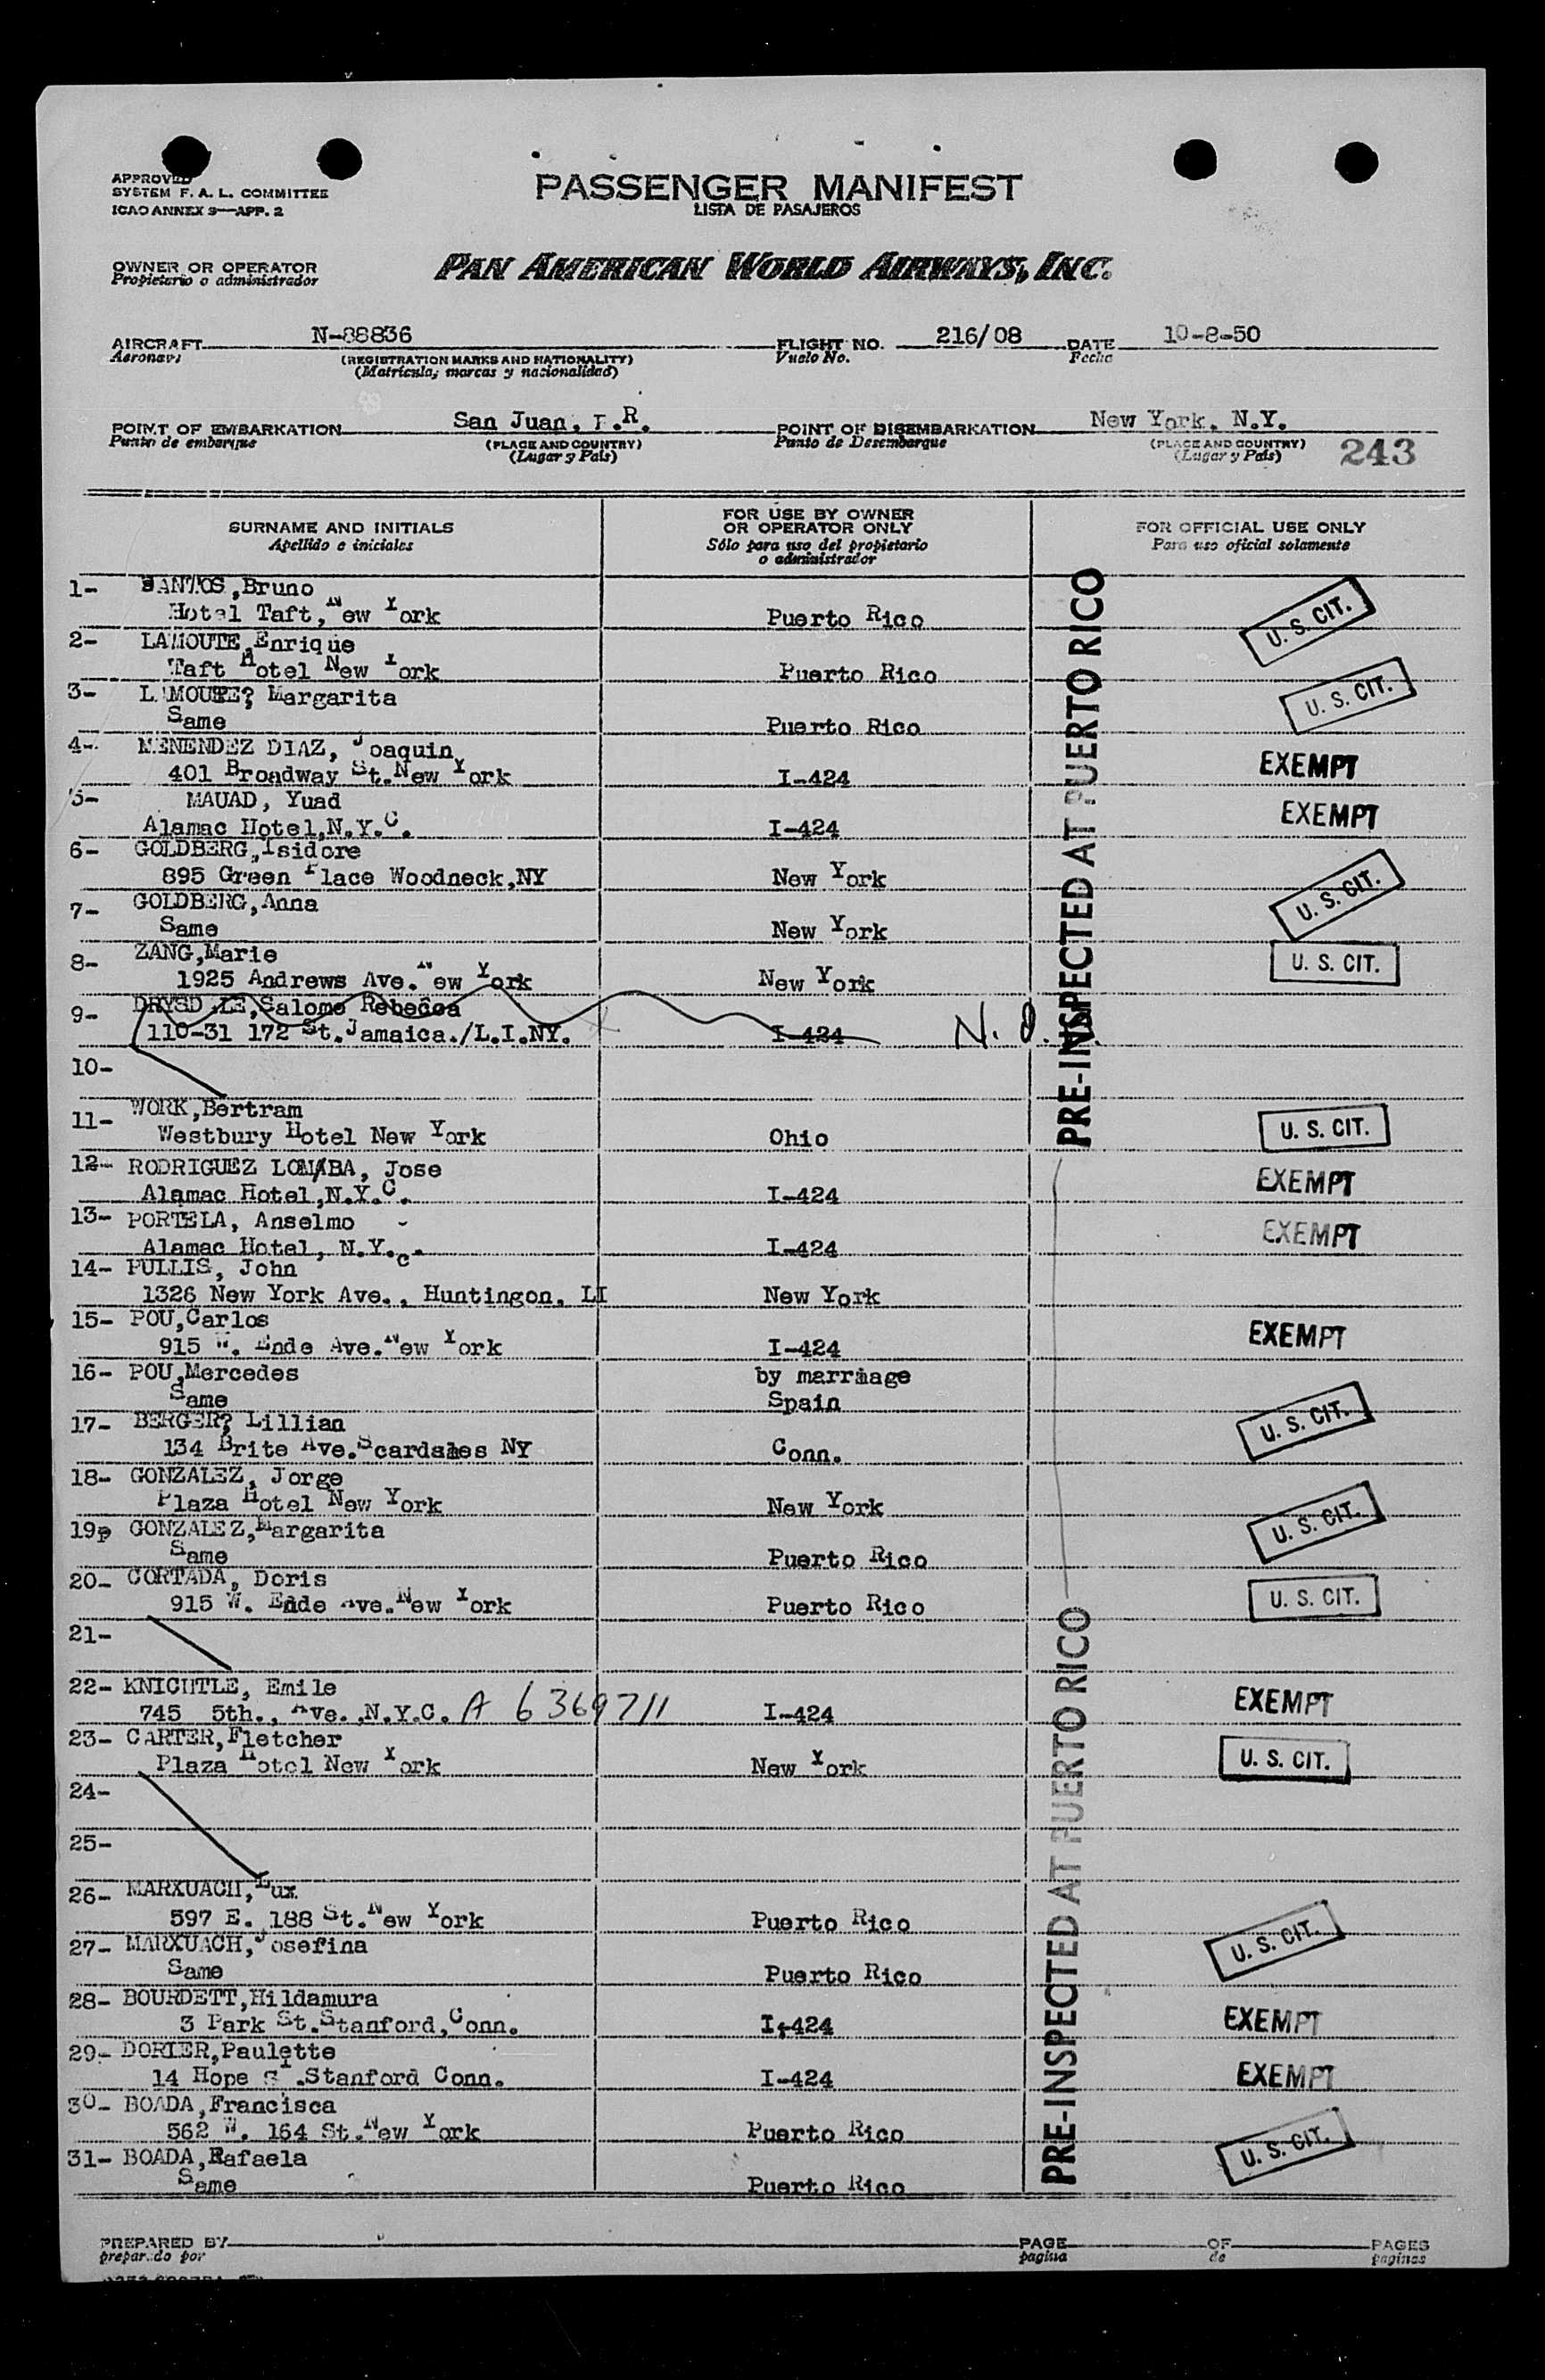 APPROVED
SYSTEM F. A. L. COMMITTEE
ICAO ANNEX 9—APP. 2
PASSENGER MANIFEST
LISTA DE PASAJEROS
OWNER OR OPERATOR
Propietario o administrador
PAN AMERICAN WORLD AIRWAYS, INC.
AIRCRAFT N-88836 FLIGHT NO. 216/08 DATE 10-8-50
Aeronave (REGISTRATION MARKS AND NATIONALITY) Vuelo No. Fecha
(Matrícula, marcas y nacionalidad)
POINT OF EMBARKATION San Juan, P.R. POINT OF DISEMBARKATION New York, N.Y.
Punto de embarque (PLACE AND COUNTRY) Punto de Desembarque (PLACE AND COUNTRY)
(Lugar y País) (Lugar y País) 243
SURNAME AND INITIALS
Apellido e iniciales
FOR USE BY OWNER
OR OPERATOR ONLY
Sólo para uso del propietario
o administrador
FOR OFFICIAL USE ONLY
Para uso oficial solamente
PRE-INSPECTED AT PUERTO RICO
1- SANTOS,Bruno
Hotel Taft, New York Puerto Rico U. S. CIT.
2- LAMOUTE,Enrique
Taft Hotel New York Puerto Rico
3- LAMOUTE? Margarita U. S. CIT.
Same Puerto Rico
4- MENENDEZ DIAZ, Joaquin
401 Broadway St.New York I-424 EXEMPT
5- MAUAD, Yuad
Alamac Hotel,N.Y.C. I-424 EXEMPT
6- GOLDBERG,Isidore
895 Green Place Woodneck,NY New York
7- GOLDBERG,Anna U. S. CIT.
Same New York
8- ZANG,Marie U. S. CIT.
1925 Andrews Ave. New York New York
9- DRYSDALE,Salome Rebecca
110-31 172 St.Jamaica./L.I.NY. I-424 N.O.
10-
11- WORK,Bertram
Westbury Hotel New York Ohio U. S. CIT.
12- RODRIGUEZ LOMBA, Jose
Alamac Hotel,N.Y.C. I-424 EXEMPT
13- PORTELA, Anselmo -
Alamac Hotel, N.Y.C. I-424 EXEMPT
14- PULLIS, John
1326 New York Ave., Huntingon, LI New York
15- POU,Carlos
915 W. Ende Ave.New York I-424 EXEMPT
16- POU,Mercedes by marriage
Same Spain
17- BERGER? Lillian U. S. CIT.
134 Brite Ave.Scardales NY Conn.
18- GONZALEZ, Jorge
Plaza Hotel New York New York
19p GONZALEZ,Margarita U. S. CIT.
Same Puerto Rico
20- CORTADA, Doris
915 W. Ende Ave.New York Puerto Rico U. S. CIT.
21-
22- KNICHTLE, Emile
745 5th., Ave. ,N.Y.C. A 6369711 I-424 EXEMPT
23- CARTER,Fletcher
Plaza Hotel New York New York U. S. CIT.
24-
25-
26- MARXUACH,Lux
597 E. 188 St.New York Puerto Rico
27- MARXUACH,Josefina U. S. CIT.
Same Puerto Rico
28- BOURDETT,Hildamura
3 Park St.Stanford,Conn. I-424 EXEMPT
29- DORIER,Paulette
14 Hope St.Stanford Conn. I-424 EXEMPT
30- BOADA,Francisca
562 W. 164 St.New York Puerto Rico
31- BOADA,Rafaela U. S. CIT.
Same Puerto Rico
PRE-INSPECTED AT PUERTO RICO
PREPARED BY PAGE OF PAGES
preparado por pagina de paginas